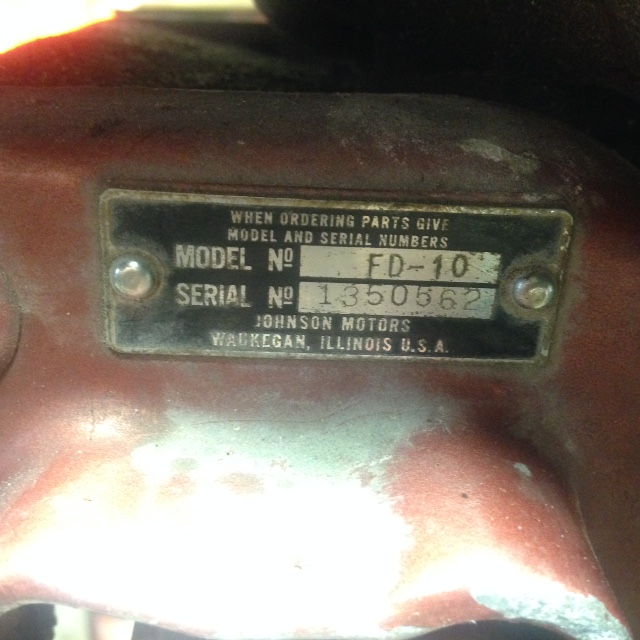 WHEN ORDERING PARTS GIVE
MODEL AND SERIAL NUMBERS
MODEL Nº FD-10
SERIAL Nº 1350562
JOHNSON MOTORS
WAUKEGAN, ILLINOIS U.S.A.